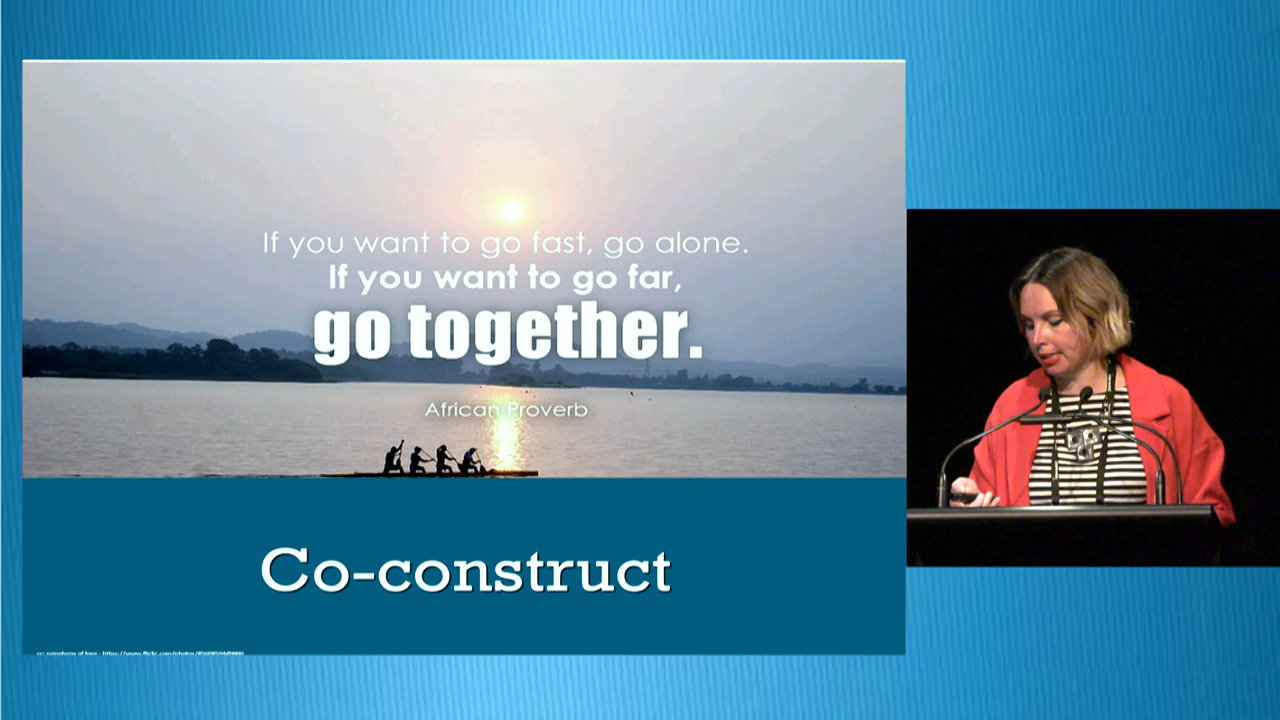 If you want to go fast, go alone.
If you want to go far,
go together.
African Proverb
Co-construct